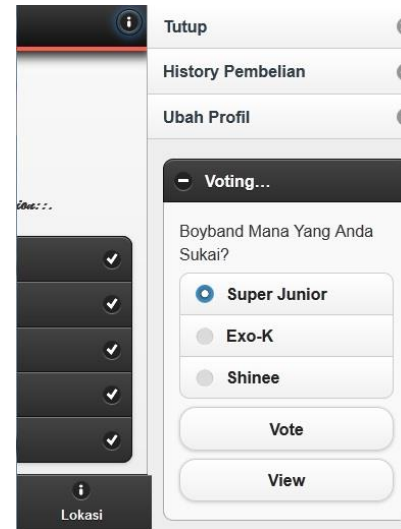 Tutup
History Pembelian
Ubah Profil
Voting...
Boyband Mana Yang Anda
Sukai?
Super Junior
Exo-K
Shinee
Vote
View
Lokasi